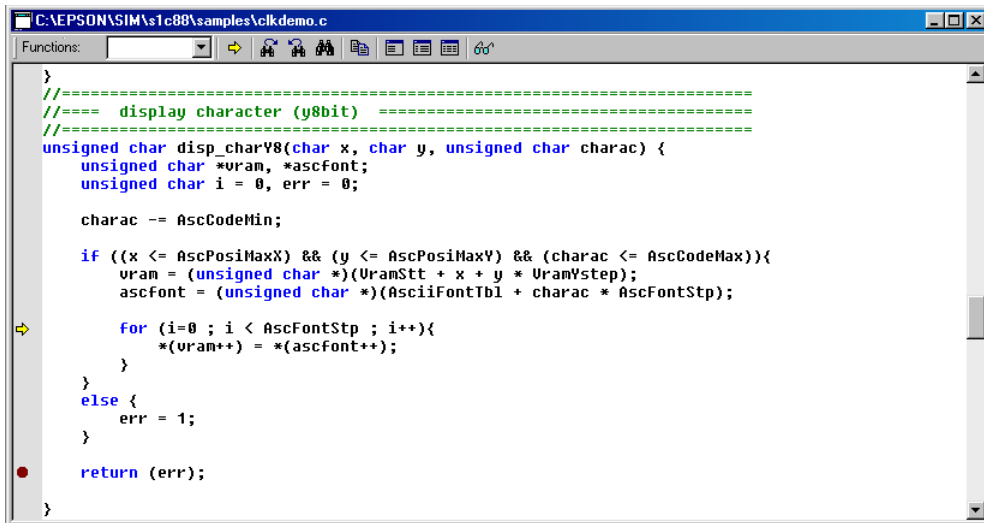 C:\EPSON\SIM\s1c88\samples\clkdemo.c
Functions:
}
//=========================================================================
//==== display character (y8bit) =======================================
//=========================================================================
unsigned char disp_charY8(char x, char y, unsigned char charac) {
unsigned char *vram, *ascfont;
unsigned char i = 0, err = 0;
charac -= AscCodeMin;
if ((x <= AscPosiMaxX) && (y <= AscPosiMaxY) && (charac <= AscCodeMax)){
vram = (unsigned char *)(VramStt + x + y * VramYstep);
ascfont = (unsigned char *)(AsciiFontTbl + charac * AscFontStp);
for (i=0 ; i < AscFontStp ; i++){
*(vram++) = *(ascfont++);
}
}
else {
err = 1;
}
return (err);
}